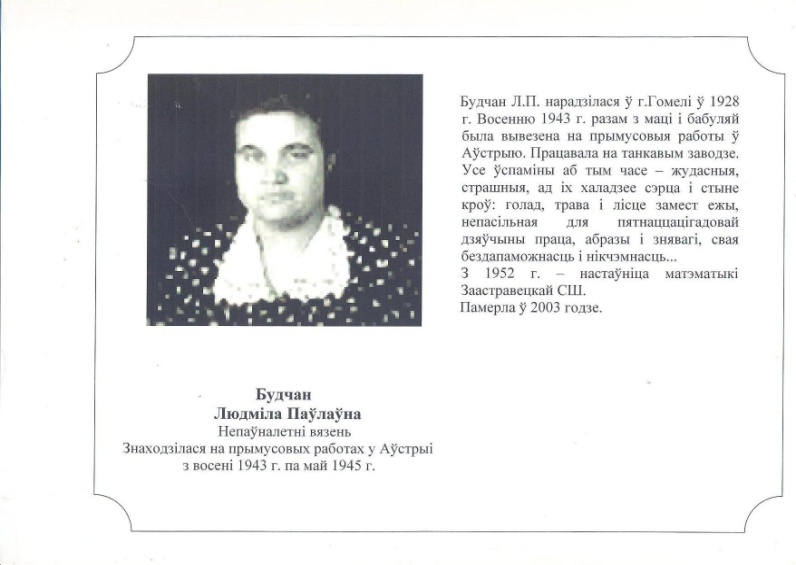 Будчан Л.П. нарадзілася ў г.Гомелі ў 1928
г. Восенню 1943 г. разам з маці і бабуляй
была вывезена на прымусовыя работы ў
Аўстрыю. Працавала на танкавым заводзе.
Усе ўспаміны аб тым часе – жудасныя,
страшныя, ад іх халадзее сэрца і стыне
кроў: голад, трава і лісце замест ежы,
непасільная для пятнаццацігадовай
дзяўчыны праца, абразы і знявагі, свая
бездапаможнасць і нікчэмнасць...
З 1952 г. – настаўніца матэматыкі
Заастравецкай СШ.
Памерла ў 2003 годзе.
Будчан
Людміла Паўлаўна
Непаўналетні вязень
Знаходзілася на прымусовых работах у Аўстрыі
з восені 1943 г. па май 1945 г.